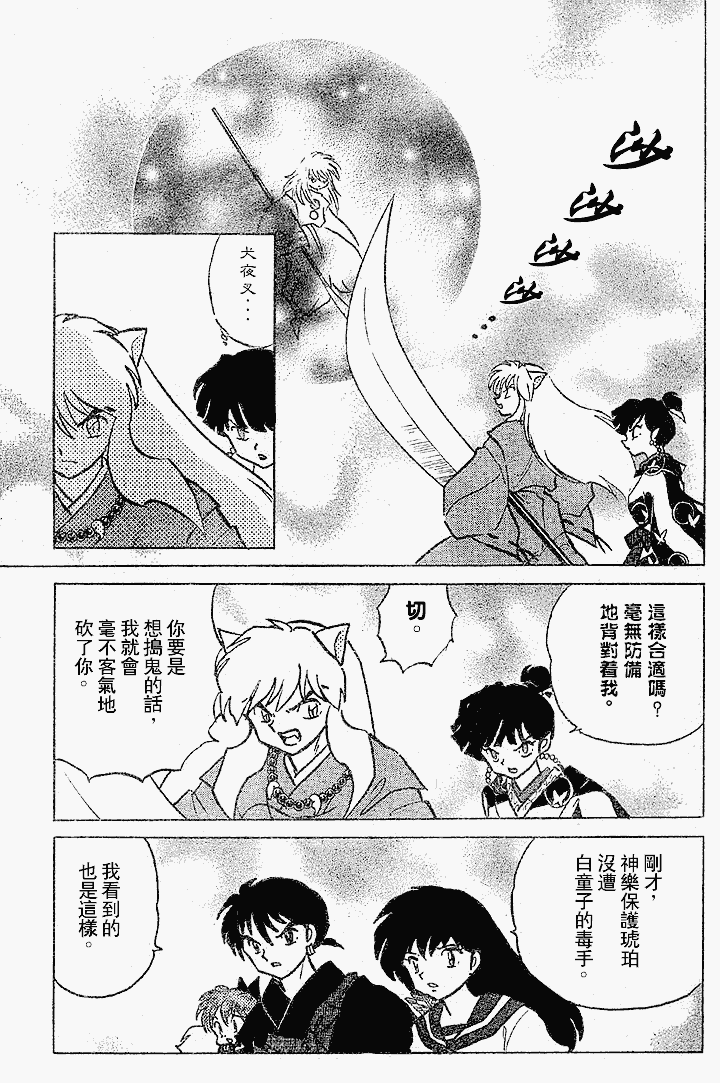 犬夜叉…
這樣合適嗎?
毫無防備
地背對着我。
切。
你要是
想搗鬼的話,
我就會
毫不客氣地
砍了你。
剛才,
神樂保護琥珀
沒遭
白童子的毒手。
我看到的
也是這樣。